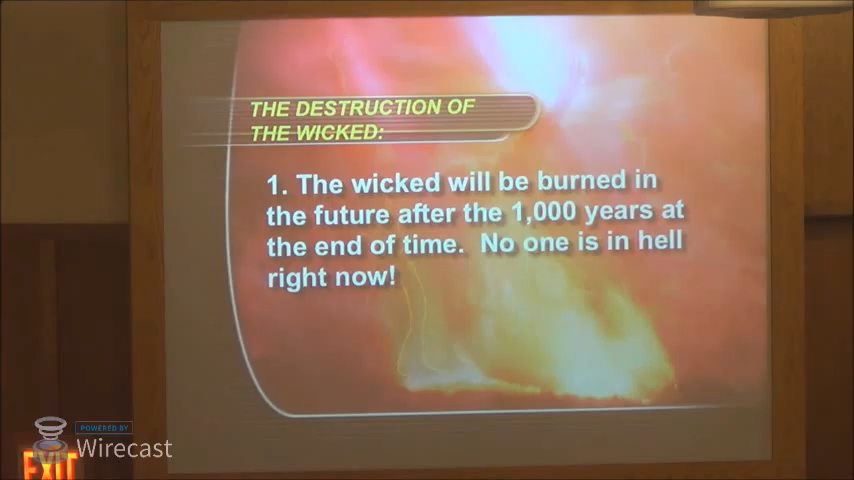 THE DESTRUCTION OF
THE WICKED:
1. The wicked will be burned in
the future after the 1,000 years at
the end of time. No one is in hell
right now!
POWERED BY
Wirecast
EXIT